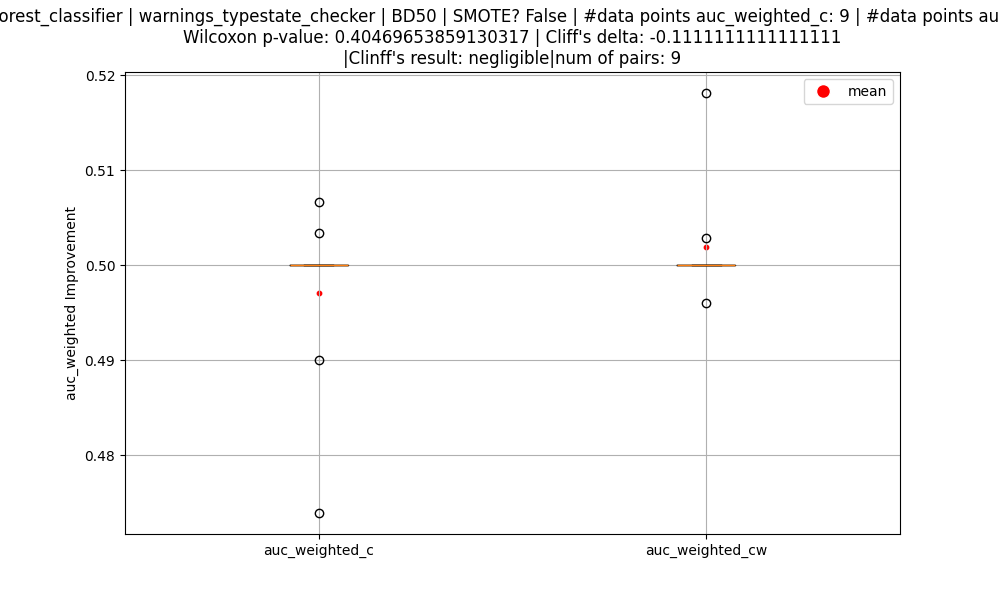 orest_classifier | warnings_typestate_checker | BD50 | SMOTE? False | #data points auc_weighted_c: 9 | #data points au
Wilcoxon p-value: 0.40469653859130317 | Cliff's delta: -0.1111111111111111
|Clinff's result: negligible|num of pairs: 9
mean
0.52
0.51
0.50
0.49
0.48
auc_weighted Improvement
auc_weighted_c
auc_weighted_cw